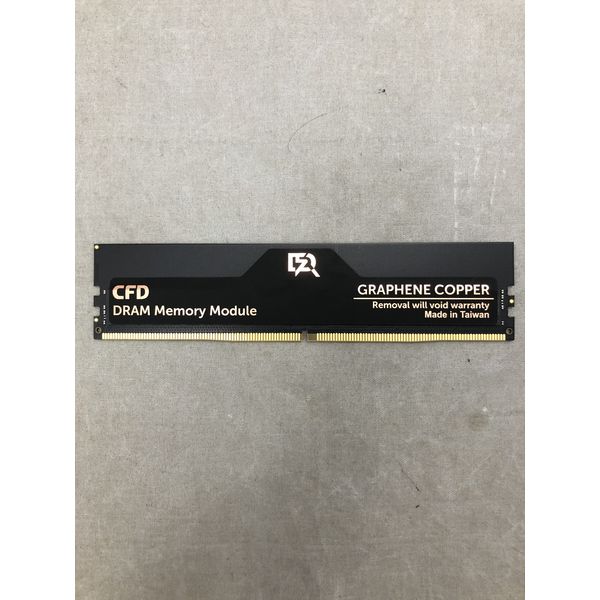 CFD
DRAM Memory Module
GRAPHENE COPPER
Removal will void warranty
Made in Taiwan